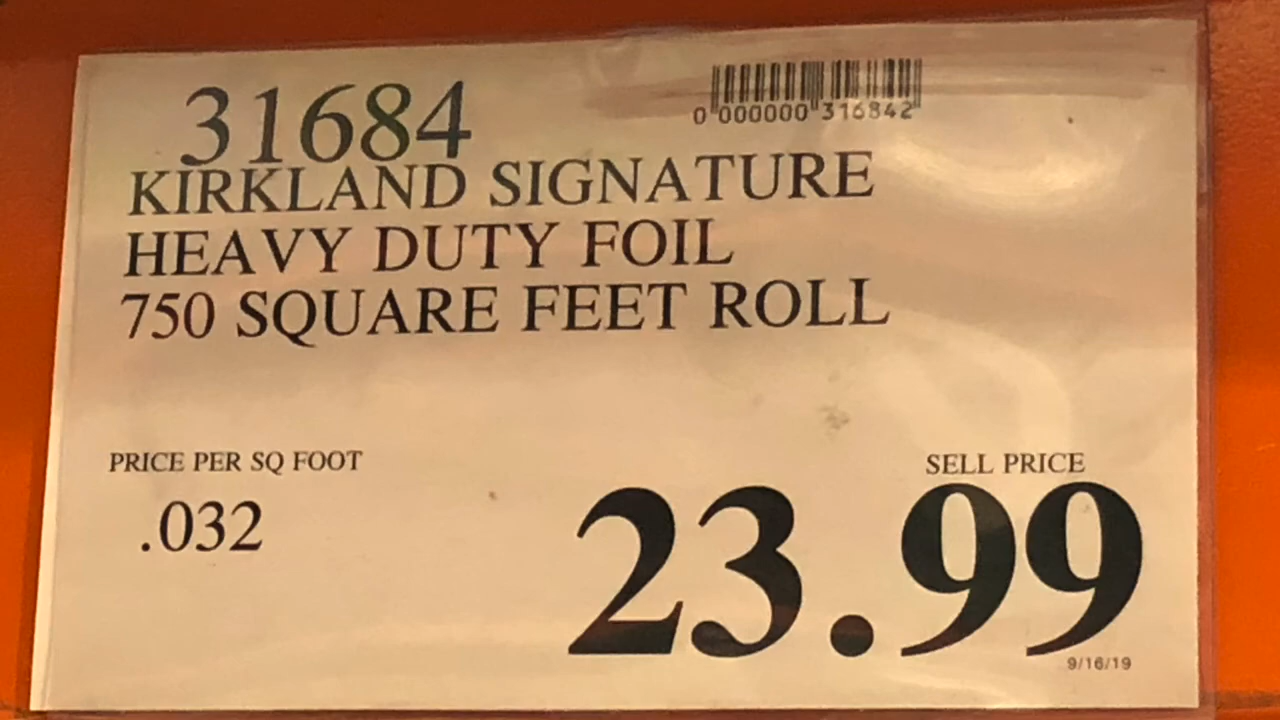 31684
0 000000 316842
KIRKLAND SIGNATURE
HEAVY DUTY FOIL
750 SQUARE FEET ROLL
PRICE PER SQ FOOT
.032
SELL PRICE
23.99
9/16/19